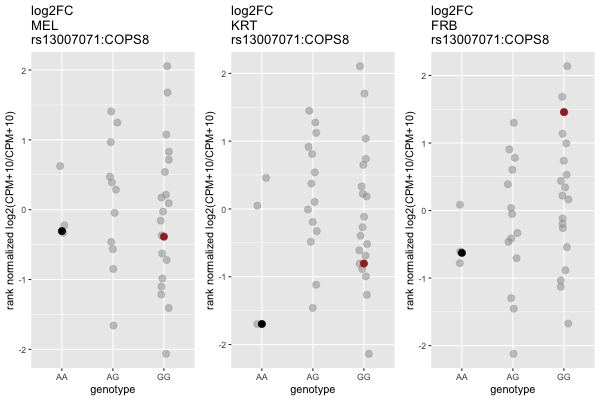 log2FC
MEL
rs13007071:COPS8
rank normalized log2(CPM+10/CPM+10)
2
1
0
-1
-2
AA
AG
GG
genotype
log2FC
KRT
rs13007071:COPS8
rank normalized log2(CPM+10/CPM+10)
2
1
0
-1
-2
AA
AG
GG
genotype
log2FC
FRB
rs13007071:COPS8
rank normalized log2(CPM+10/CPM+10)
2
1
0
-1
-2
AA
AG
GG
genotype